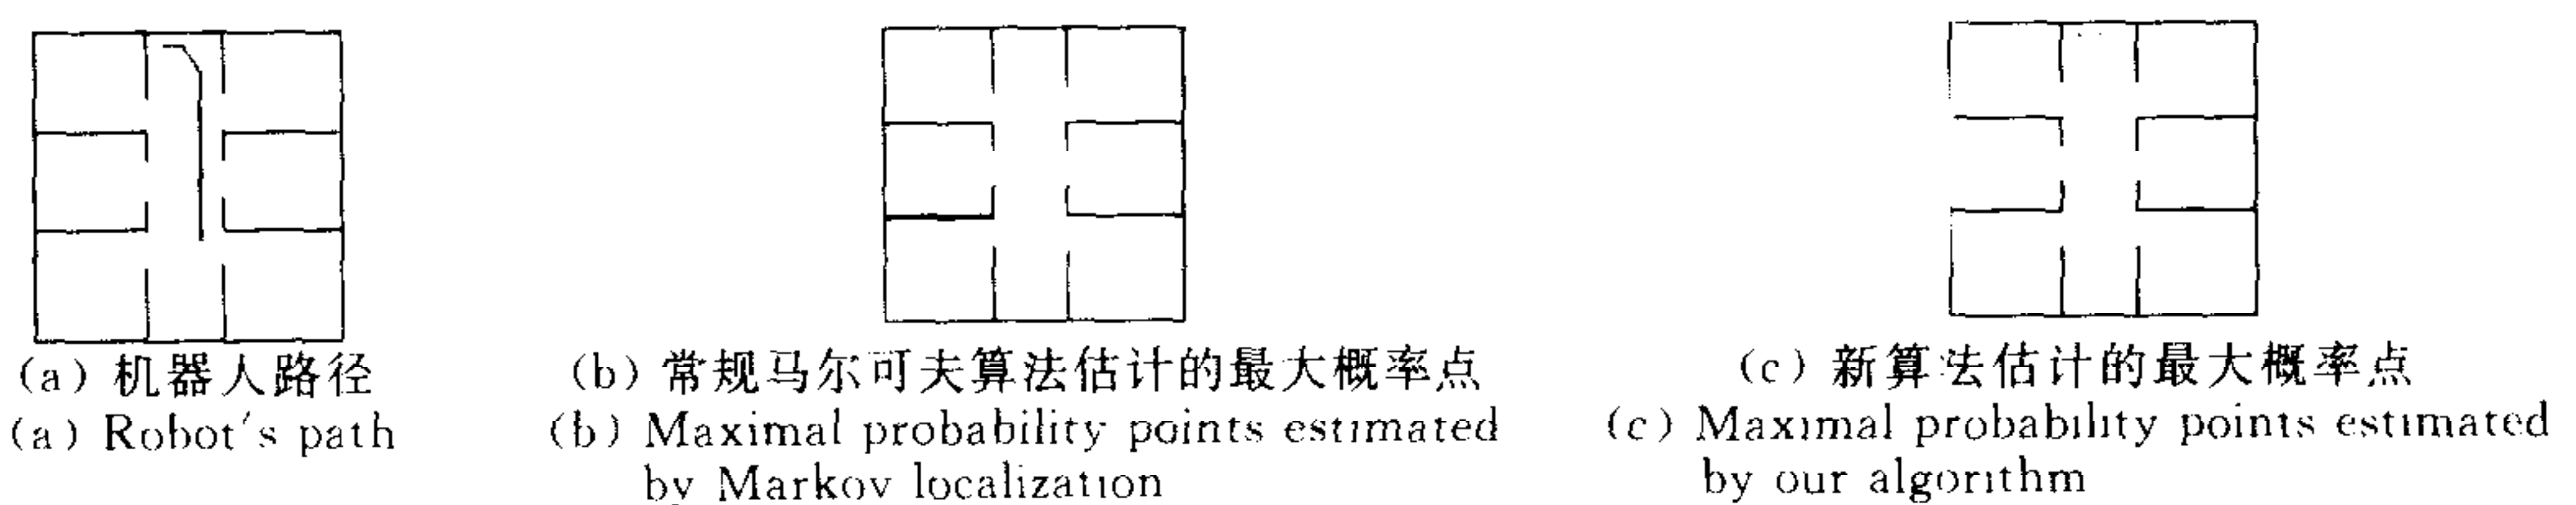 (a) 机器人路径
(a) Robot's path
(b) 常规马尔可夫算法估计的最大概率点
(b) Maximal probability points estimated
by Markov localization
(c) 新算法估计的最大概率点
(c) Maximal probability points estimated
by our algorithm